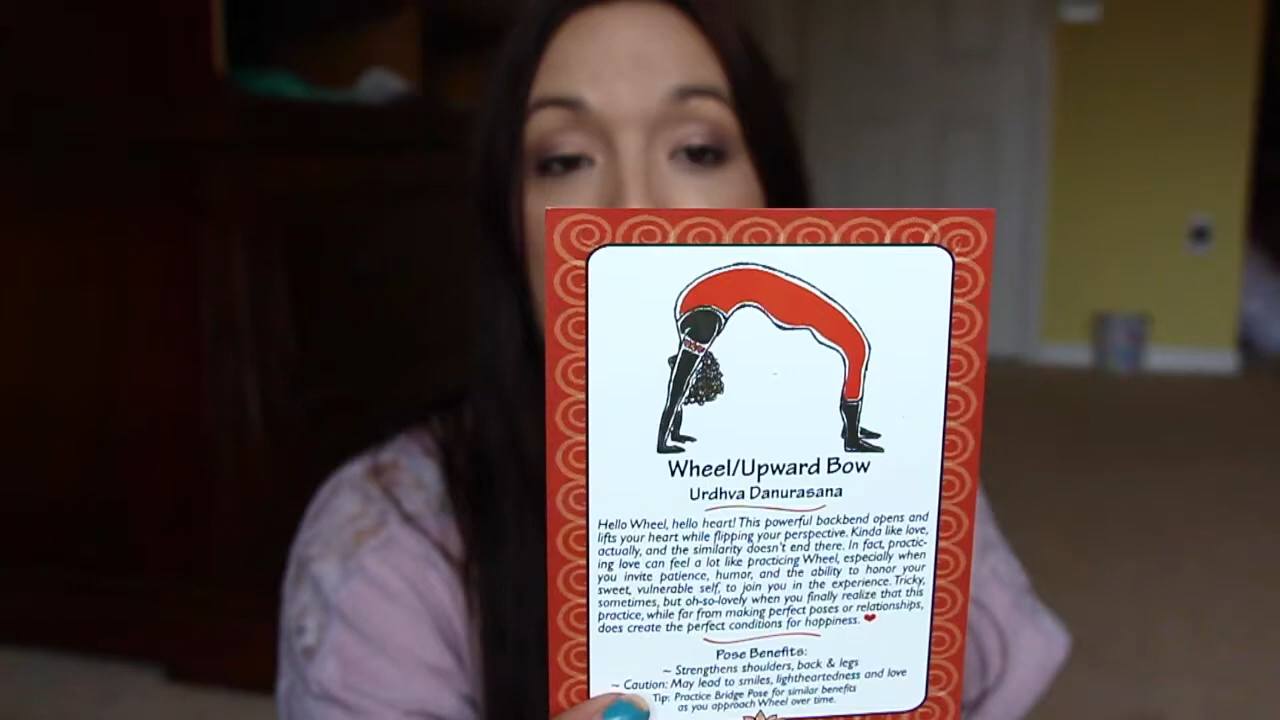 Wheel/Upward Bow
Urdhva Danurasana
Hello Wheel, hello heart! This powerful backbend opens and
lifts your heart while flipping your perspective. Kinda like love,
actually, and the similarity doesn't end there. In fact, practic-
ing love can feel a lot like practicing Wheel, especially when
you invite patience, humor, and the ability to honor your
sweet, vulnerable self, to join you in the experience. Tricky,
sometimes, but oh-so-lovely when you finally realize that this
practice, while far from making perfect poses or relationships,
does create the perfect conditions for happiness. ❤
Pose Benefits:
~ Strengthens shoulders, back & legs
~ Caution: May lead to smiles, lightheartedness and love
Tip: Practice Bridge Pose for similar benefits
as you approach Wheel over time.